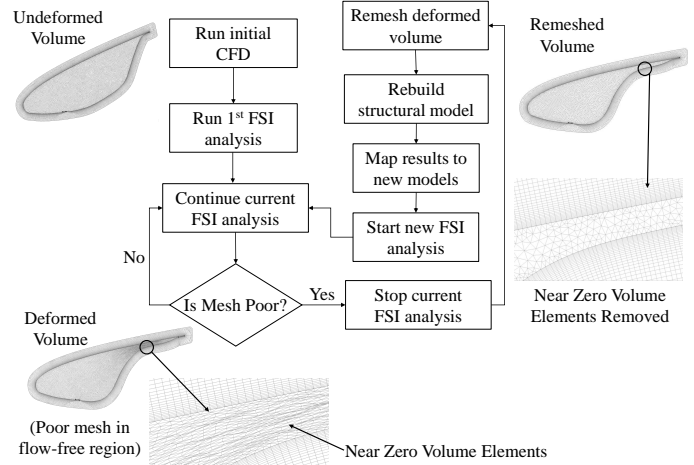 Undeformed
Volume
Run initial
CFD
Remesh deformed
volume
Remeshed
Volume
Rebuild
structural model
Run 1st FSI
analysis
Map results to
new models
Continue current
FSI analysis
Start new FSI
analysis
No
Is Mesh Poor?
Yes
Stop current
FSI analysis
Near Zero Volume
Elements Removed
Deformed
Volume
(Poor mesh in
flow-free region)
Near Zero Volume Elements